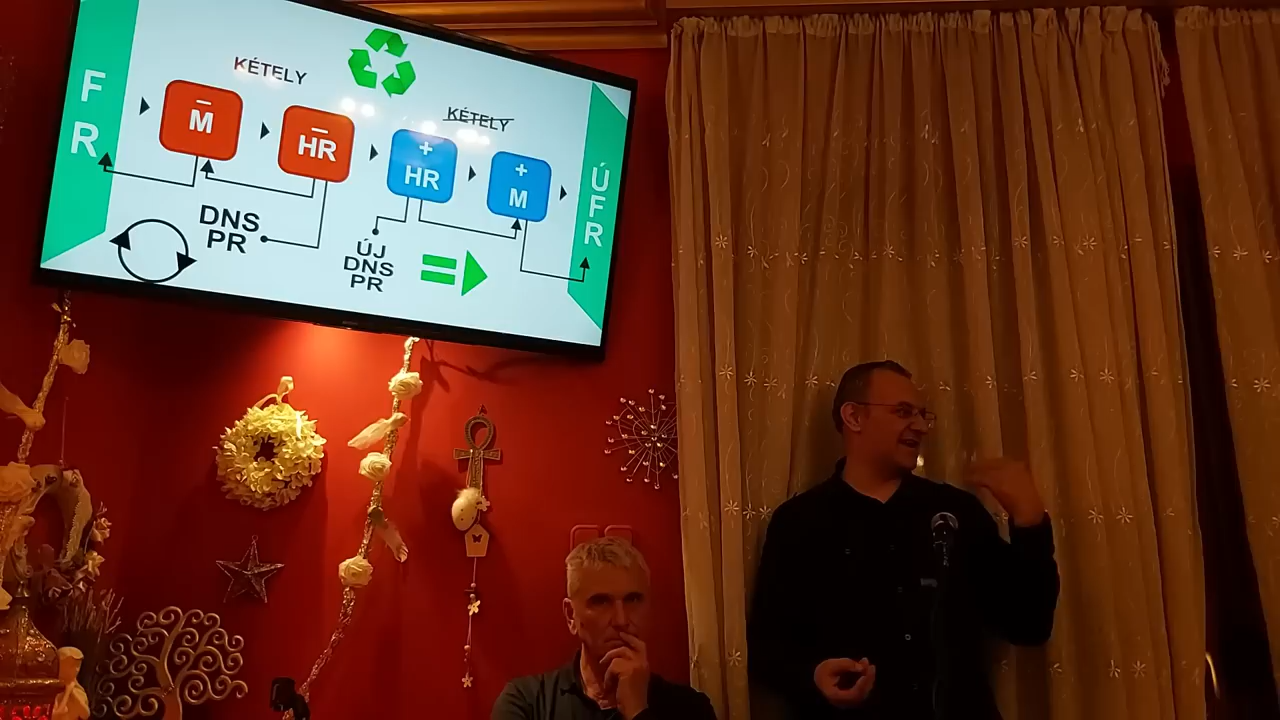 F
R
KÉTELY
M
HR
KÉTELY
+
HR
+
M
Ú
F
R
DNS
PR
ÚJ
DNS
PR